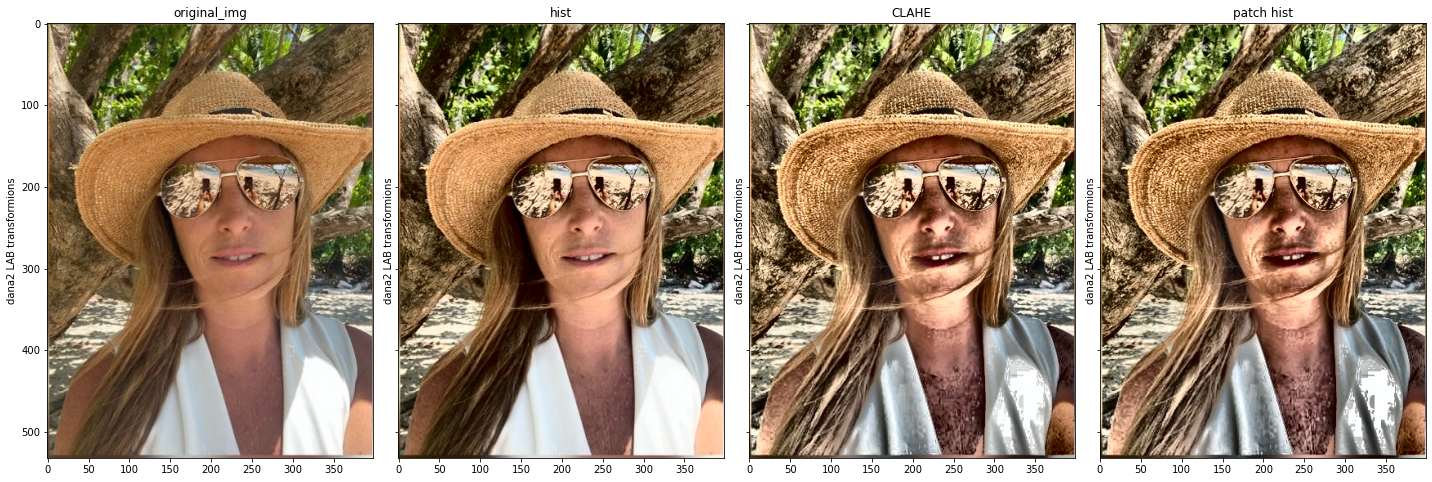 original_img
hist
CLAHE
patch hist
dana2 LAB transformions
dana2 LAB transformions
dana2 LAB transformions
dana2 LAB transformions
0
100
200
300
400
500
0 50 100 150 200 250 300 350
0 50 100 150 200 250 300 350
0 50 100 150 200 250 300 350
0 50 100 150 200 250 300 350